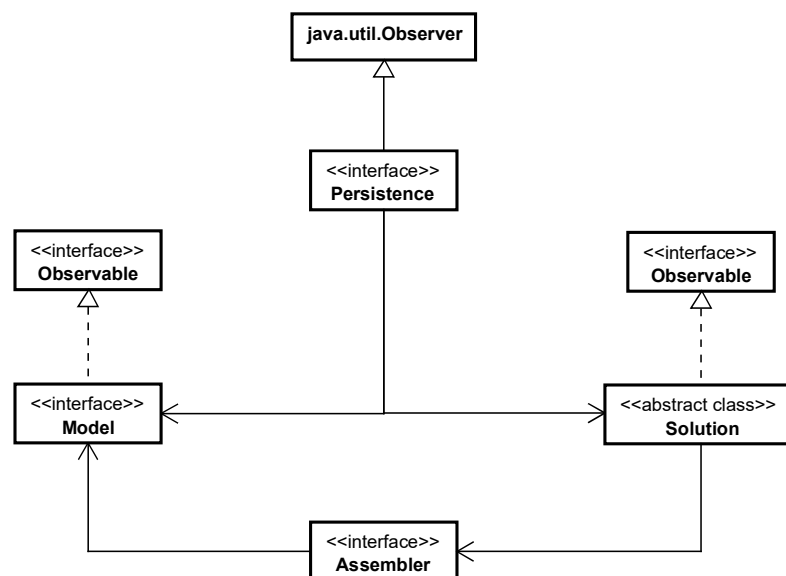 java.util.Observer
<<interface>>
Persistence
<<interface>>
Observable
<<interface>>
Observable
<<interface>>
Model
<<abstract class>>
Solution
<<interface>>
Assembler